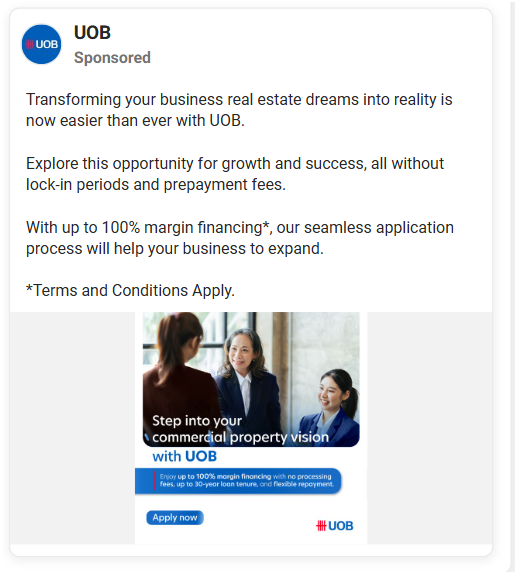 UOB
UOB
Sponsored
Transforming your business real estate dreams into reality is
now easier than ever with UOB.
Explore this opportunity for growth and success, all without
lock-in periods and prepayment fees.
With up to 100% margin financing*, our seamless application
process will help your business to expand.
*Terms and Conditions Apply.
Step into your
commercial property vision
with UOB
Enjoy up to 100% margin financing with no processing
fees, up to 30-year loan tenure, and flexible repayment.
Apply now
UOB